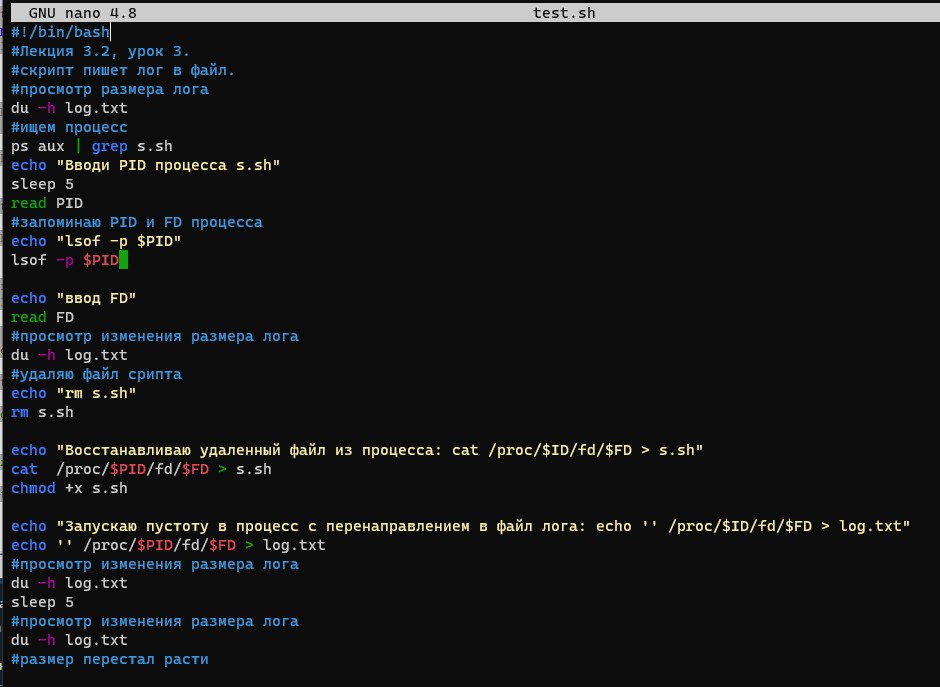 GNU nano 4.8 test.sh
#!/bin/bash
#Лекция 3.2, урок 3.
#скрипт пишет лог в файл.
#просмотр размера лога
du -h log.txt
#ищем процесс
ps aux | grep s.sh
echo "Вводи PID процесса s.sh"
sleep 5
read PID
#запоминаю PID и FD процесса
echo "lsof -p $PID"
lsof -p $PID
echo "ввод FD"
read FD
#просмотр изменения размера лога
du -h log.txt
#удаляю файл срипта
echo "rm s.sh"
rm s.sh
echo "Восстанавливаю удаленный файл из процесса: cat /proc/$ID/fd/$FD > s.sh"
cat  /proc/$PID/fd/$FD > s.sh
chmod +x s.sh
echo "Запускаю пустоту в процесс с перенаправлением в файл лога: echo '' /proc/$ID/fd/$FD > log.txt"
echo '' /proc/$PID/fd/$FD > log.txt
#просмотр изменения размера лога
du -h log.txt
sleep 5
#просмотр изменения размера лога
du -h log.txt
#размер перестал расти